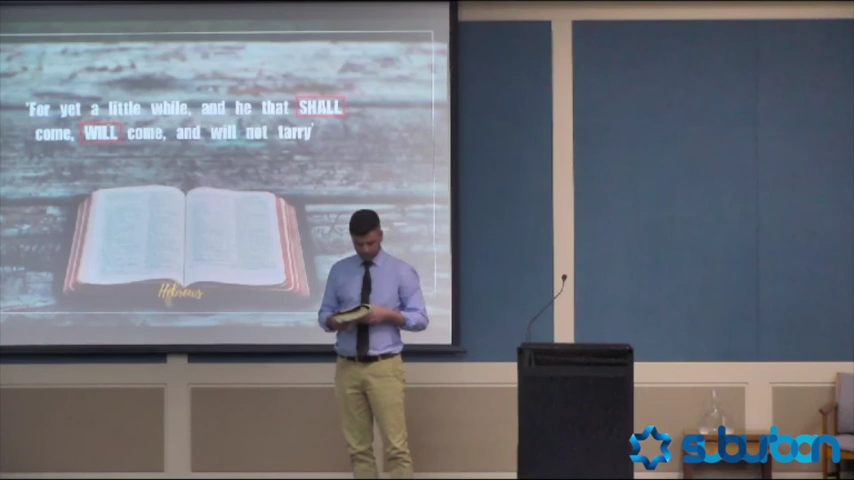 "For yet a little while, and he that SHALL
come, WILL come, and will not tarry"
Hebrews
suburban